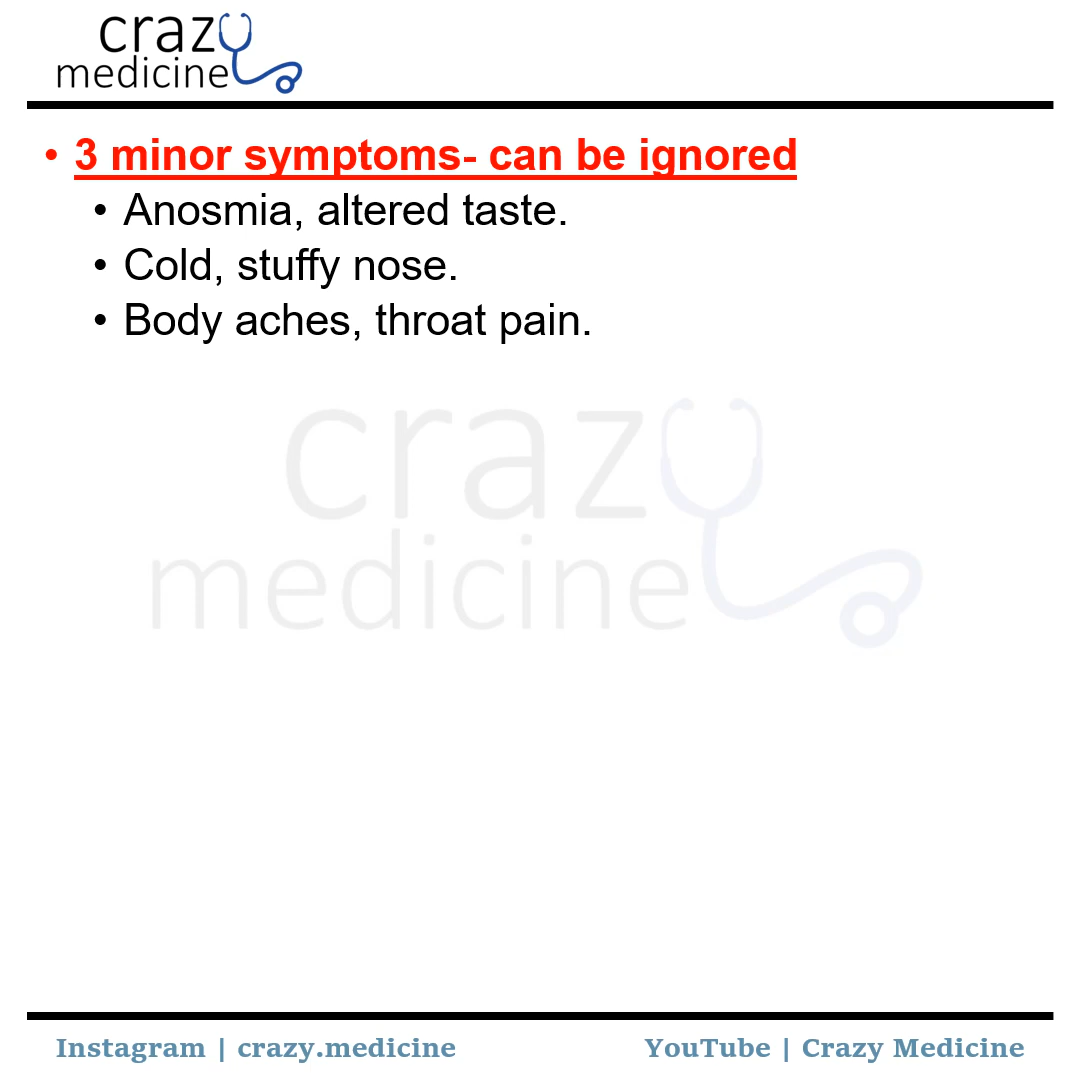 crazy
medicine
• 3 minor symptoms- can be ignored
• Anosmia, altered taste.
• Cold, stuffy nose.
• Body aches, throat pain.
crazy
medicine
Instagram | crazy.medicine
YouTube | Crazy Medicine